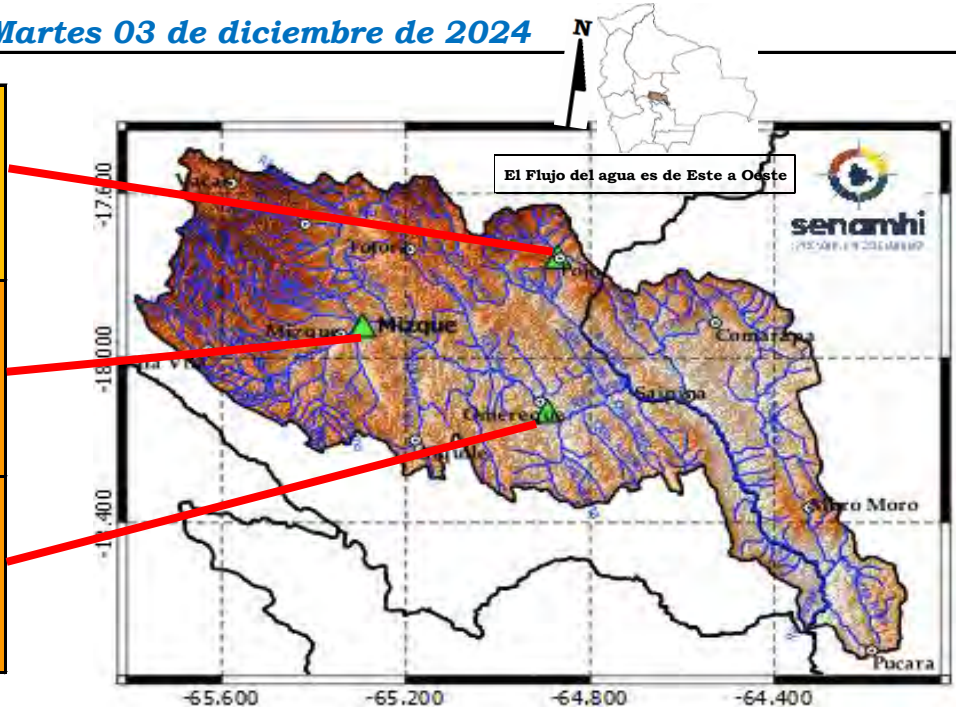 Martes 03 de diciembre de 2024
N
El Flujo del agua es de Este a Oeste
senamhi
-17.600
Vacas
Totora
Pojo
Mizque
Mizque
Comarapa
-18.000
Saipina
Omereque
Aiquile
Moro Moro
-18.400
Pucara
-65.600
-65.200
-64.800
-64.400